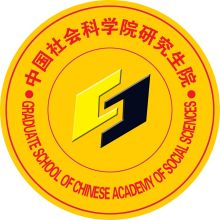 中国社会科学院研究生院
GRADUATE SCHOOL OF CHINESE ACADEMY OF SOCIAL SCIENCES